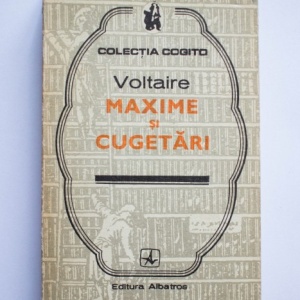 COLECȚIA COGITO
Voltaire
MAXIME
și
CUGETĂRI
Editura Albatros